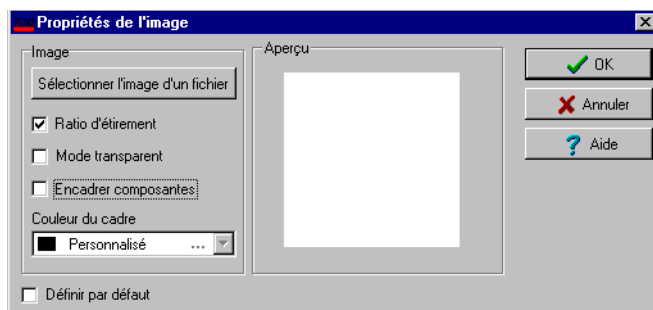 Propriétés de l'image
Image
Sélectionner l'image d'un fichier
Ratio d'étirement
Mode transparent
Encadrer composantes
Couleur du cadre
Personnalisé ...
Définir par défaut
Aperçu
OK
Annuler
Aide